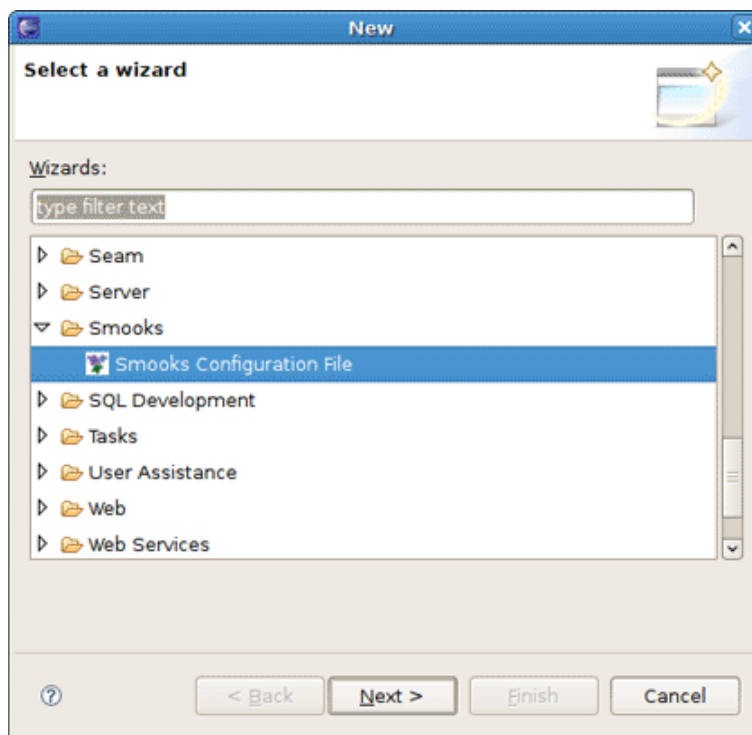 New
Select a wizard
Wizards:
type filter text
Seam
Server
Smooks
Smooks Configuration File
SQL Development
Tasks
User Assistance
Web
Web Services
< Back Next > Finish Cancel